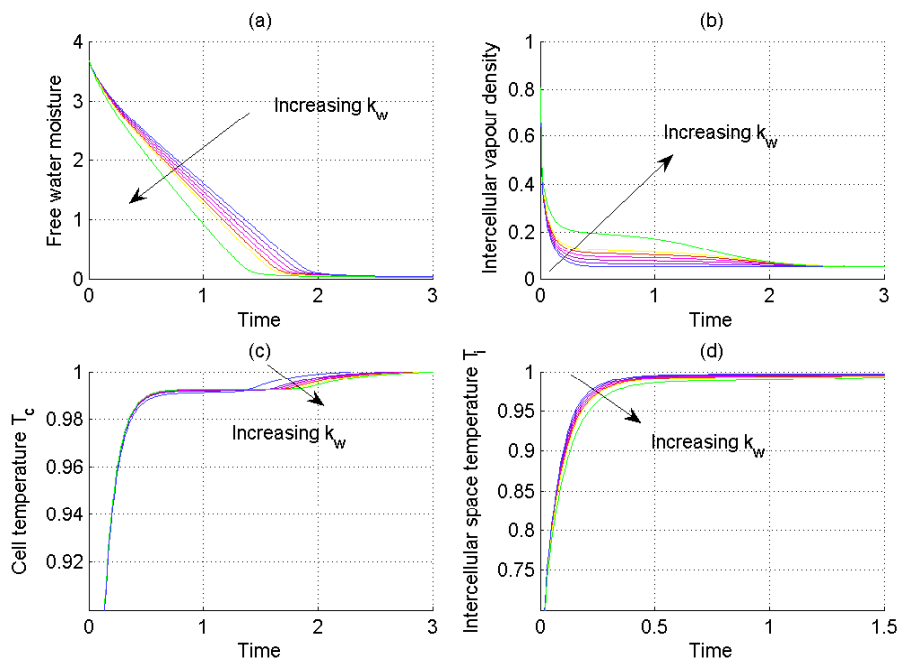 (a)
4
3
2
1
0
0
1
2
3
Free water moisture
Time
Increasing k_w
(b)
1
0.8
0.6
0.4
0.2
0
0
1
2
3
Intercellular vapour density
Time
Increasing k_w
(c)
1
0.98
0.96
0.94
0.92
0
1
2
3
Cell temperature T_c
Time
Increasing k_w
(d)
1
0.95
0.9
0.85
0.8
0.75
0
0.5
1
1.5
Intercellular space temperature T_i
Time
Increasing k_w